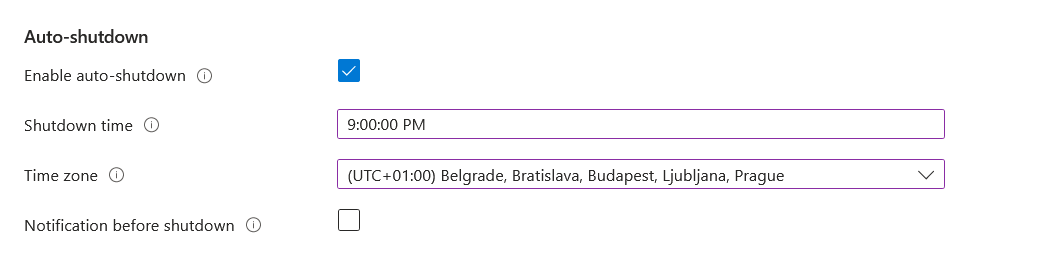 Auto-shutdown
Enable auto-shutdown
Shutdown time
9:00:00 PM
Time zone
(UTC+01:00) Belgrade, Bratislava, Budapest, Ljubljana, Prague
Notification before shutdown